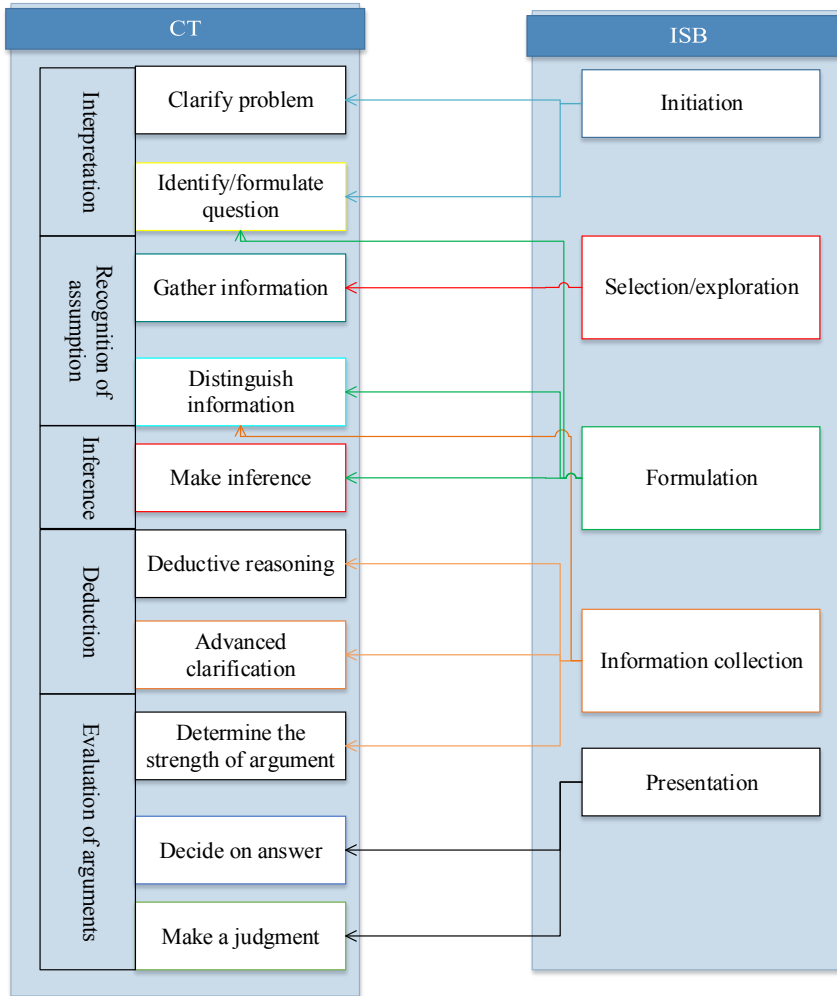 CT
Interpretation
Clarify problem
Identify/formulate
question
Recognition of
assumption
Gather information
Distinguish
information
Inference
Make inference
Deduction
Deductive reasoning
Advanced
clarification
Evaluation of arguments
Determine the
strength of argument
Decide on answer
Make a judgment
ISB
Initiation
Selection/exploration
Formulation
Information collection
Presentation